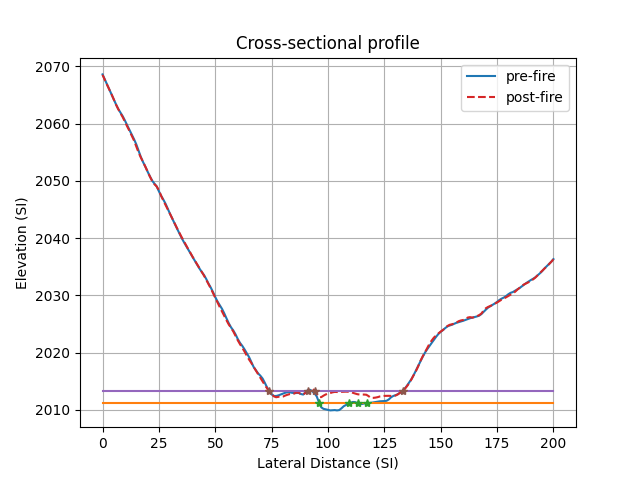 Cross-sectional profile
pre-fire
post-fire
Elevation (SI)
2070
2060
2050
2040
2030
2020
2010
0 25 50 75 100 125 150 175 200
Lateral Distance (SI)